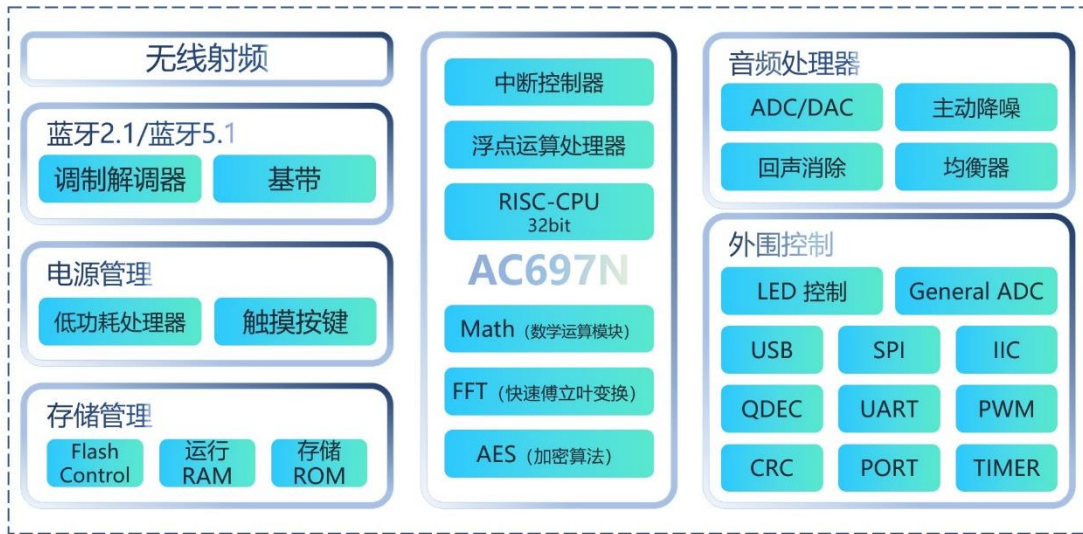 无线射频
蓝牙2.1/蓝牙5.1
调制解调器
基带
电源管理
低功耗处理器
触摸按键
存储管理
Flash
Control
运行
RAM
存储
ROM
中断控制器
浮点运算处理器
RISC-CPU
32bit
AC697N
Math（数学运算模块）
FFT（快速傅立叶变换）
AES（加密算法）
音频处理器
ADC/DAC
主动降噪
回声消除
均衡器
外围控制
LED 控制
General ADC
USB
SPI
IIC
QDEC
UART
PWM
CRC
PORT
TIMER